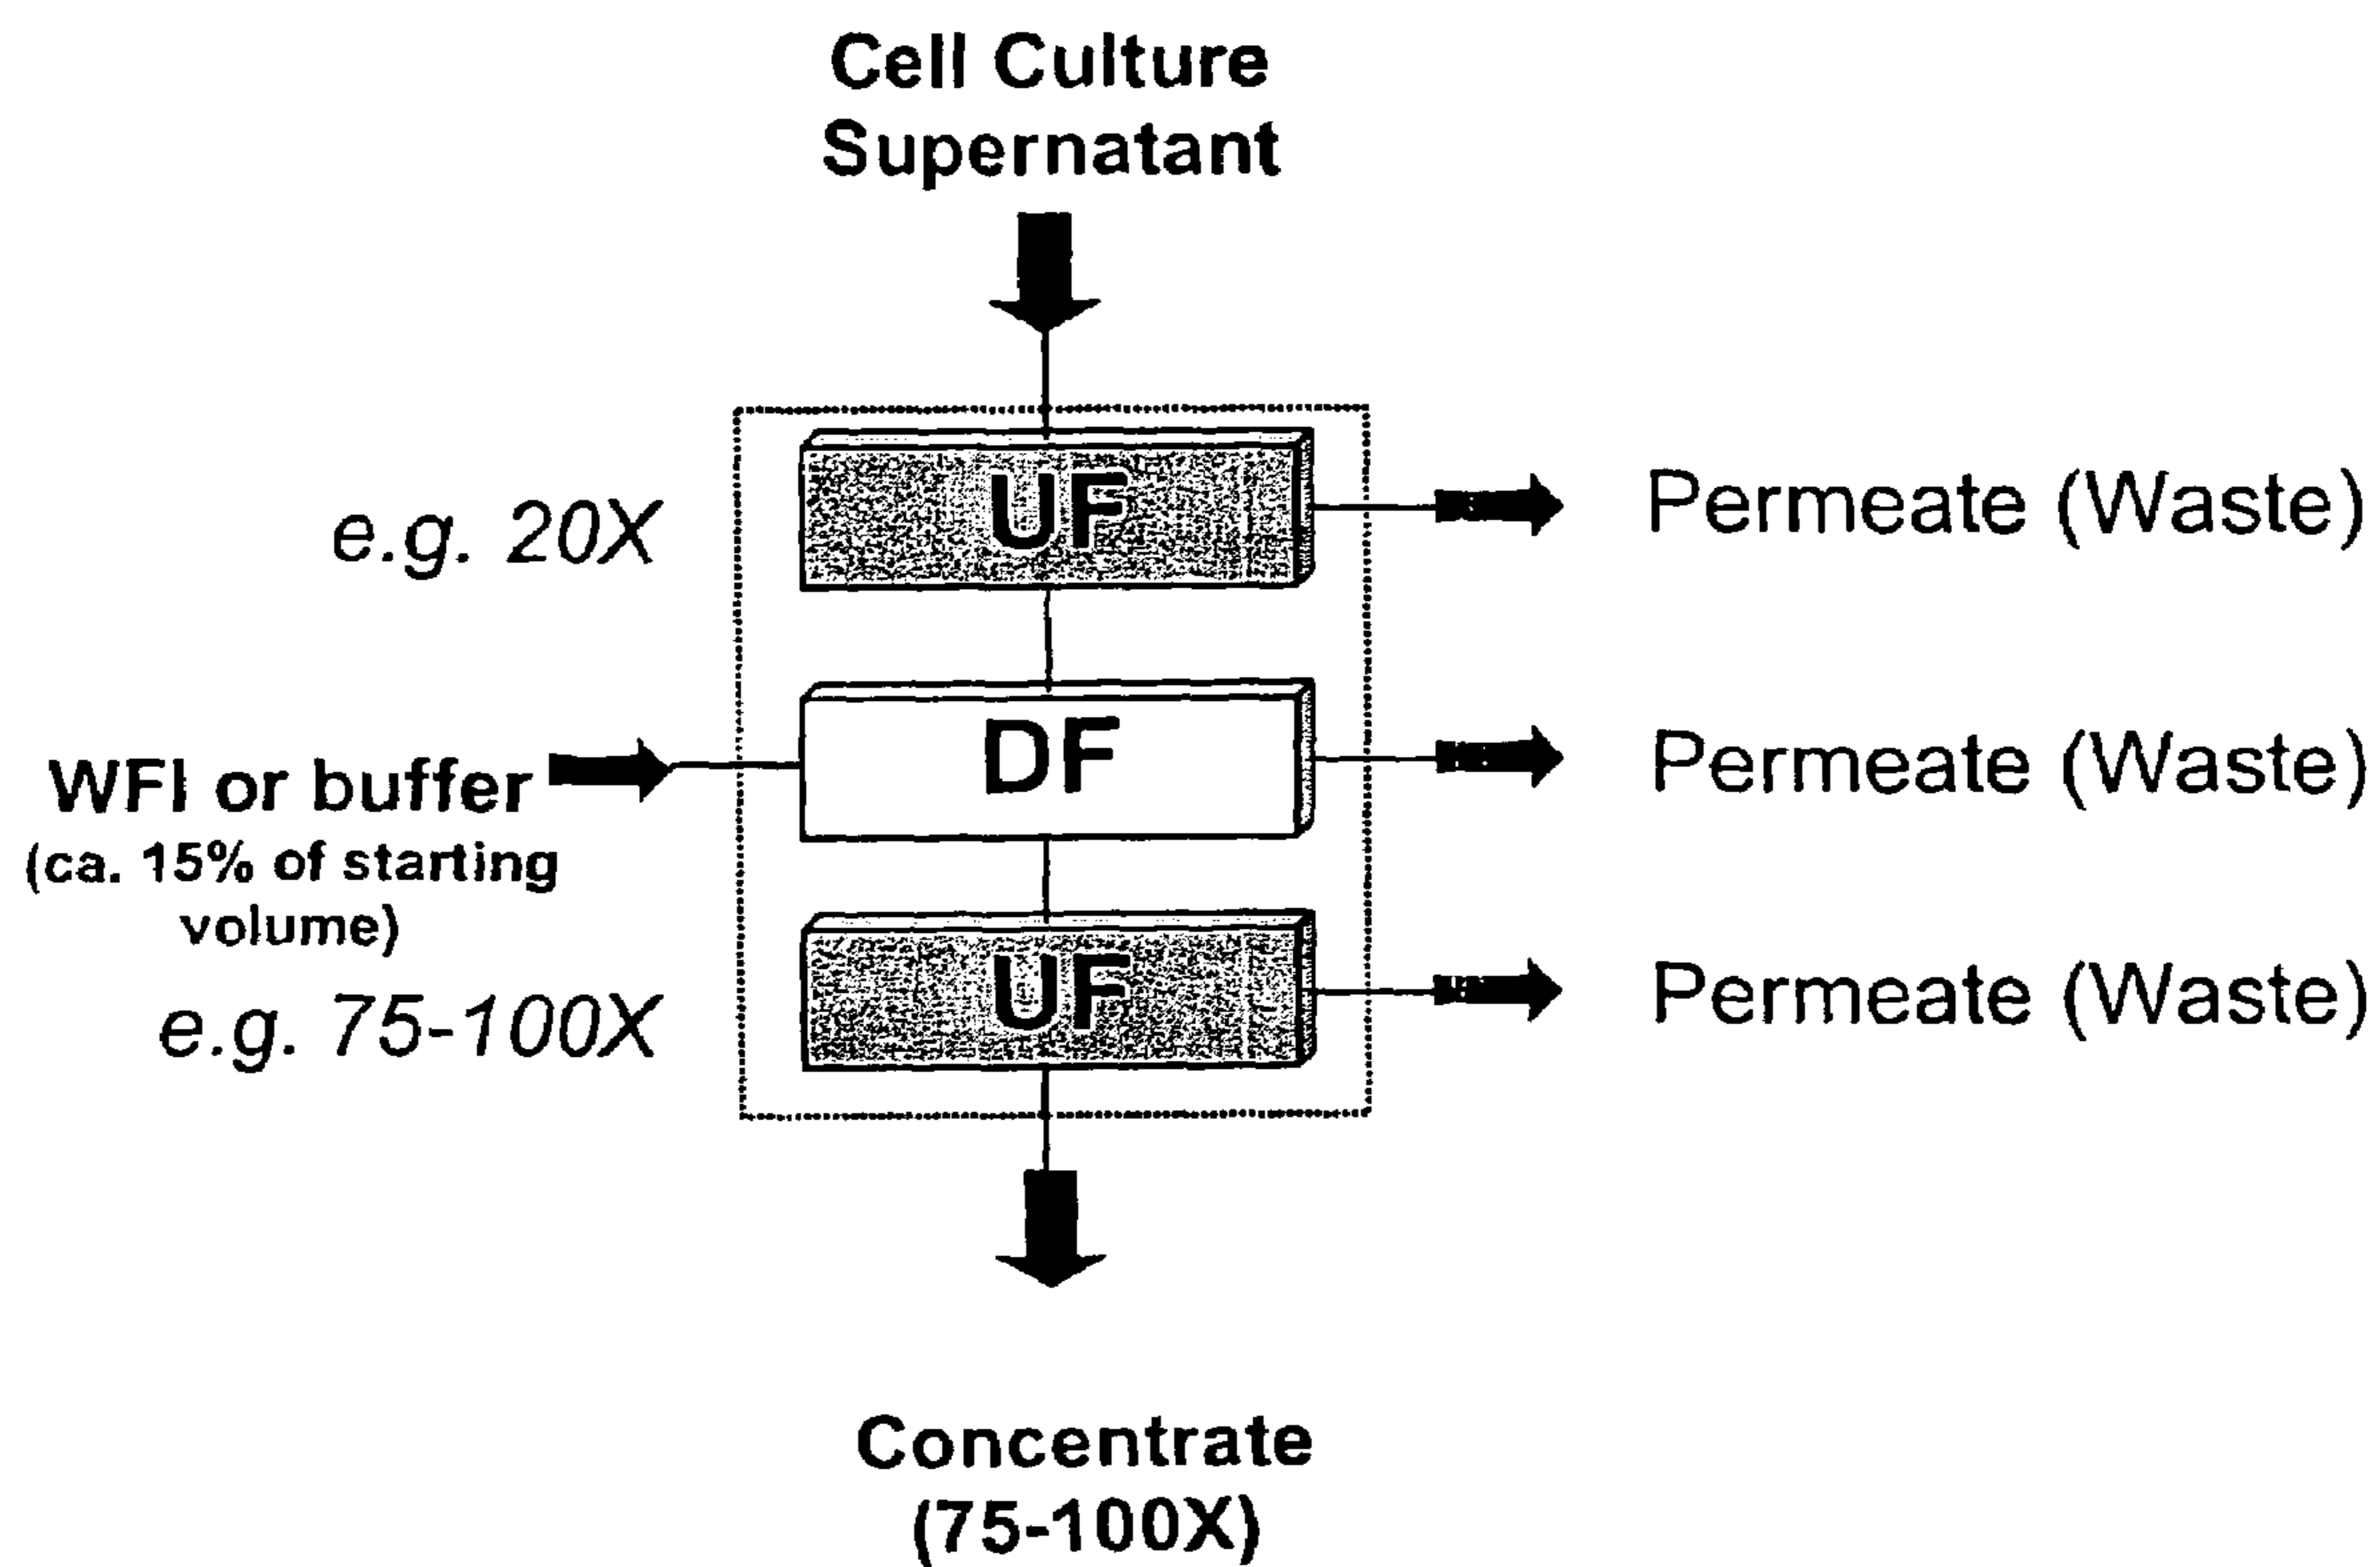 Cell Culture
Supernatant
e.g. 20X
UF
Permeate (Waste)
WFI or buffer
(ca. 15% of starting
volume)
DF
Permeate (Waste)
e.g. 75-100X
UF
Permeate (Waste)
Concentrate
(75-100X)